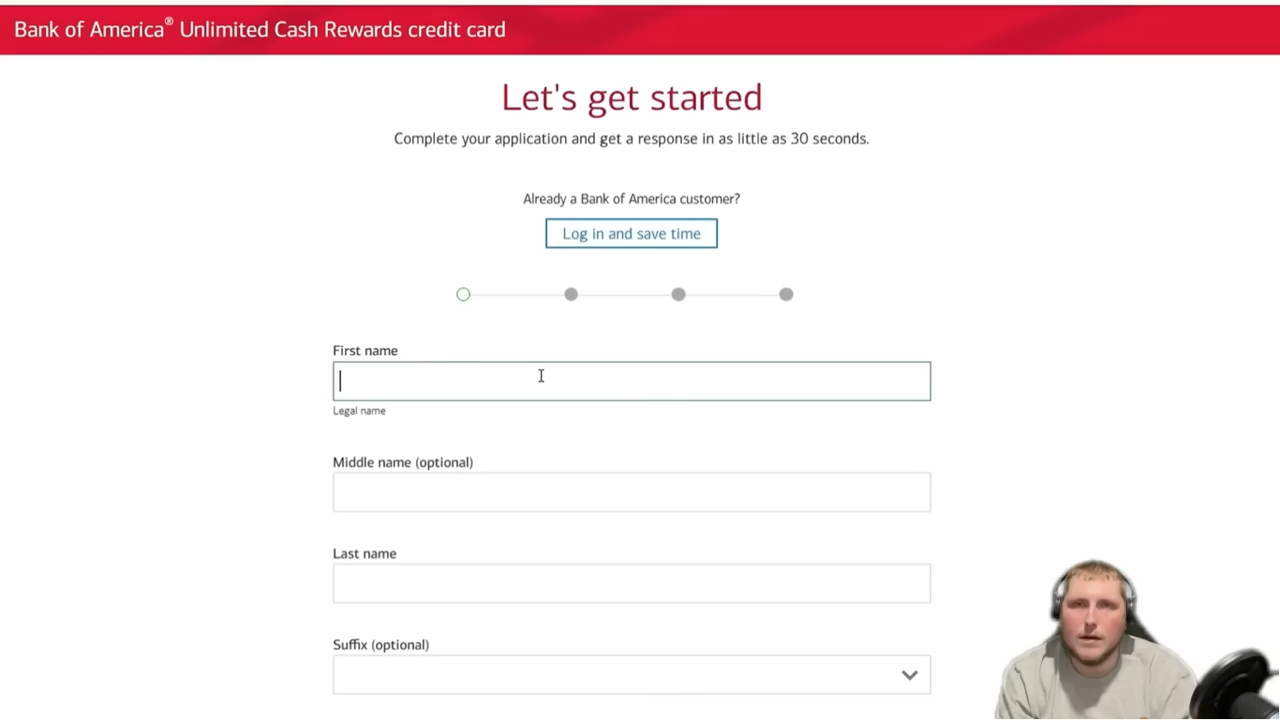 Bank of America® Unlimited Cash Rewards credit card
Let's get started
Complete your application and get a response in as little as 30 seconds.
Already a Bank of America customer?
Log in and save time
First name
Legal name
Middle name (optional)
Last name
Suffix (optional)